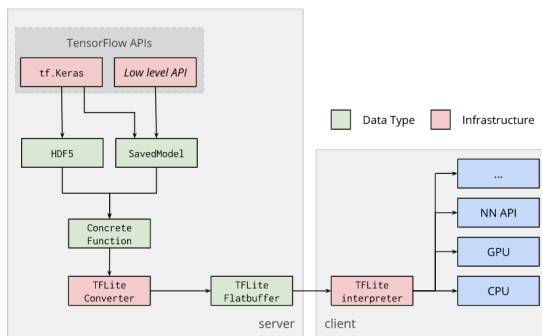 TensorFlow APIs
tf.Keras
Low level API
HDF5
SavedModel
Concrete
Function
TFLite
Converter
TFLite
Flatbuffer
server
Data Type
Infrastructure
TFLite
interpreter
...
NN API
GPU
CPU
client